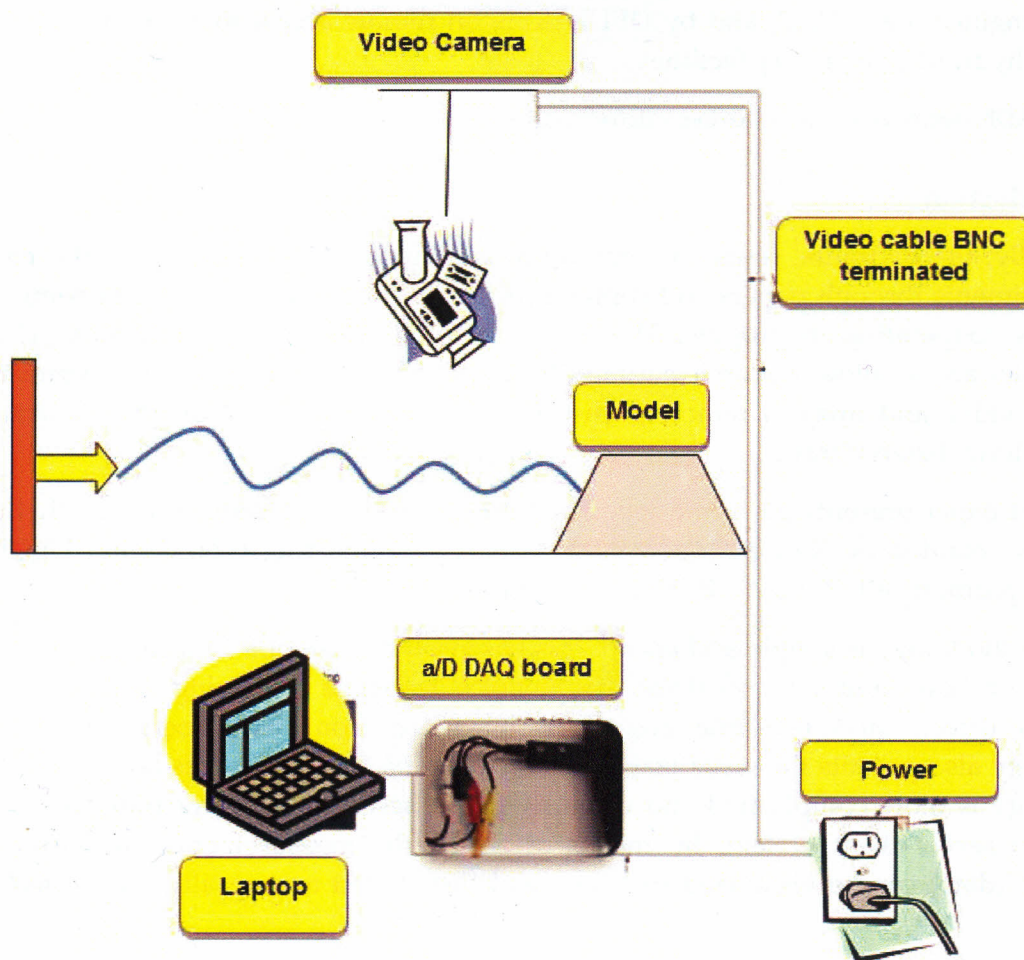 Video Camera
Video cable BNC
terminated
Model
a/D DAQ board
Power
Laptop